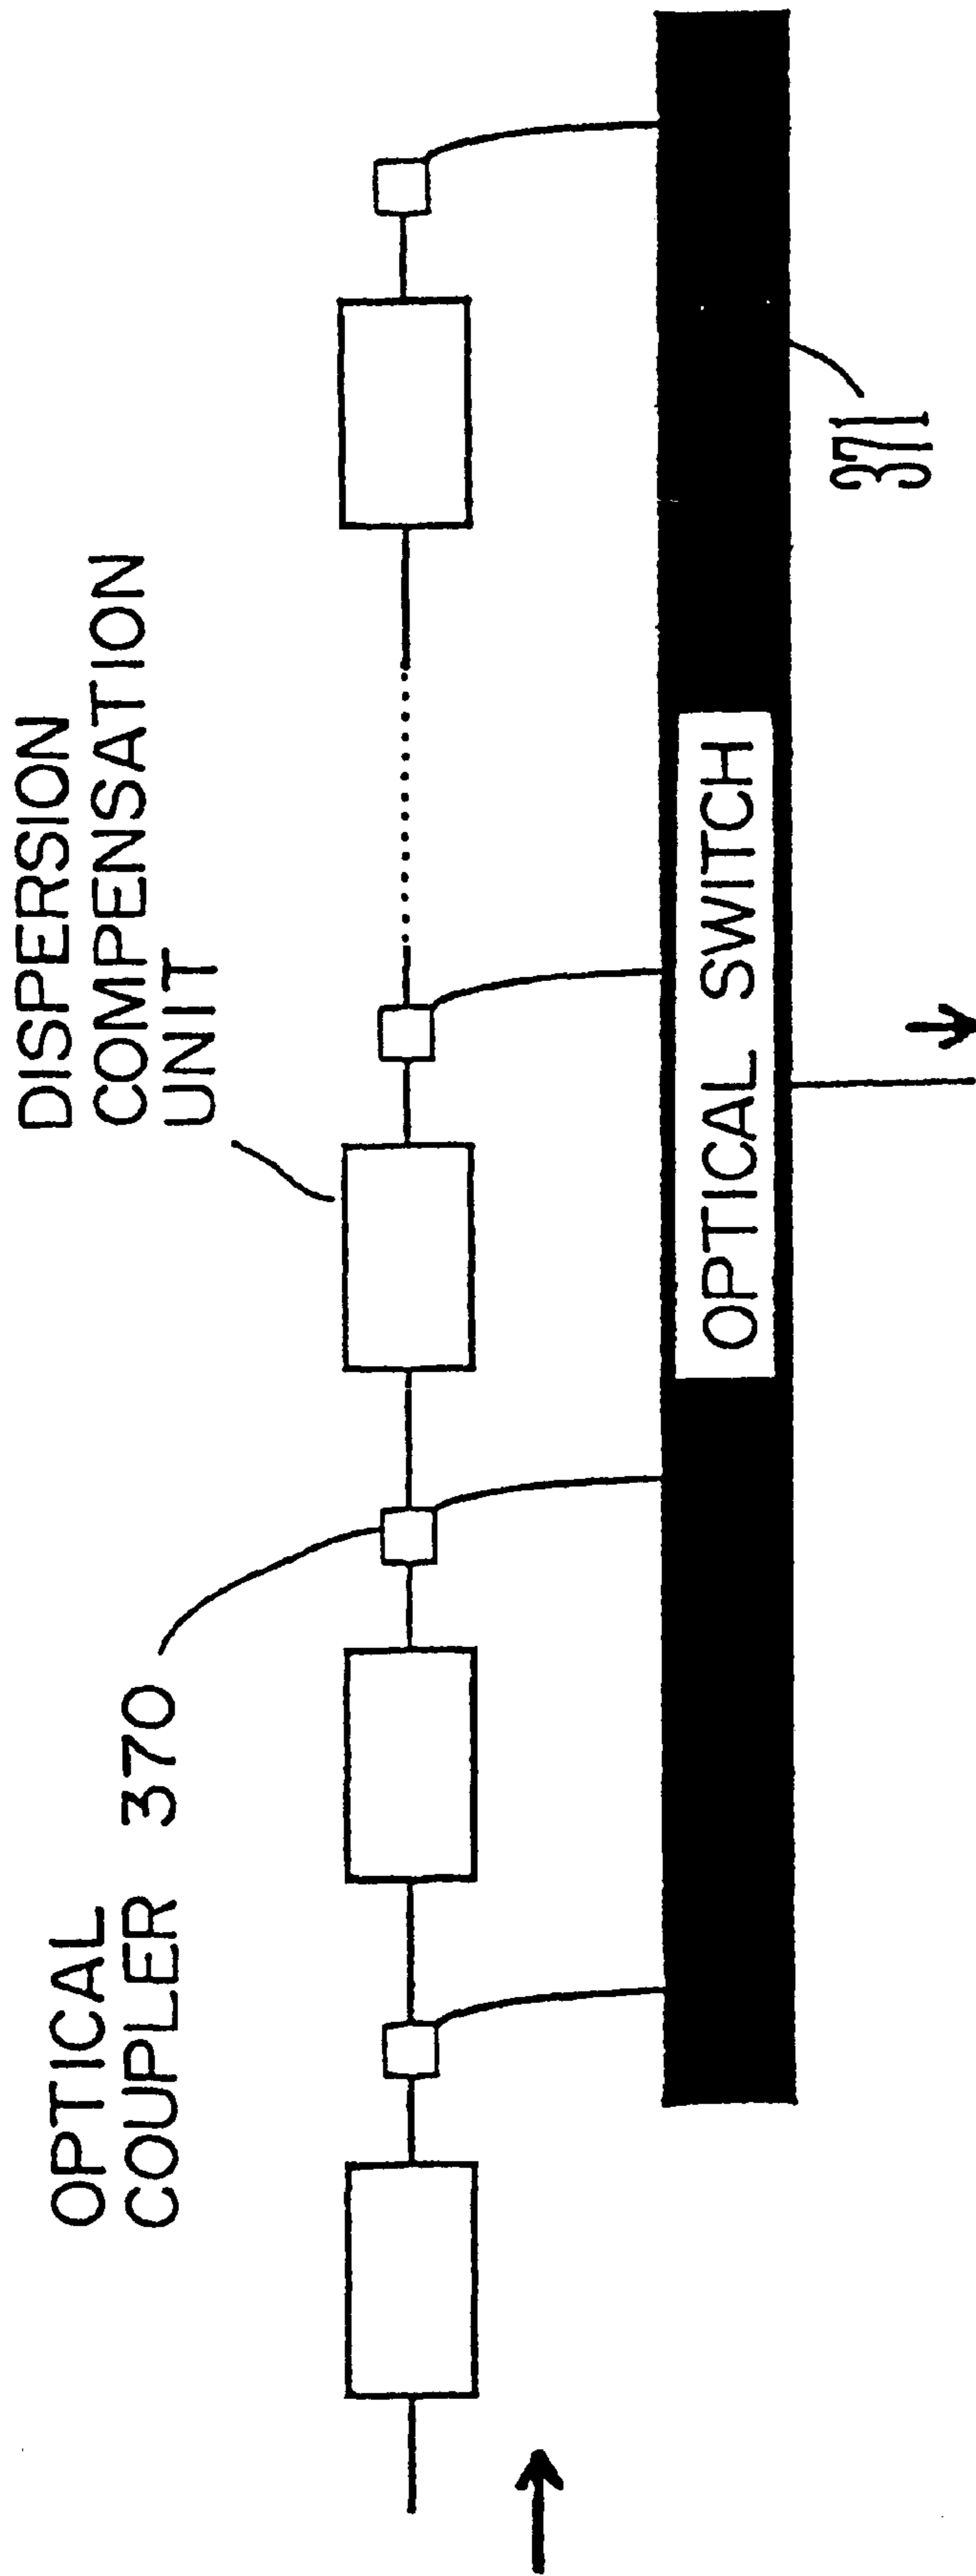 OPTICAL
COUPLER 370
DISPERSION
COMPENSATION
UNIT
OPTICAL SWITCH
371